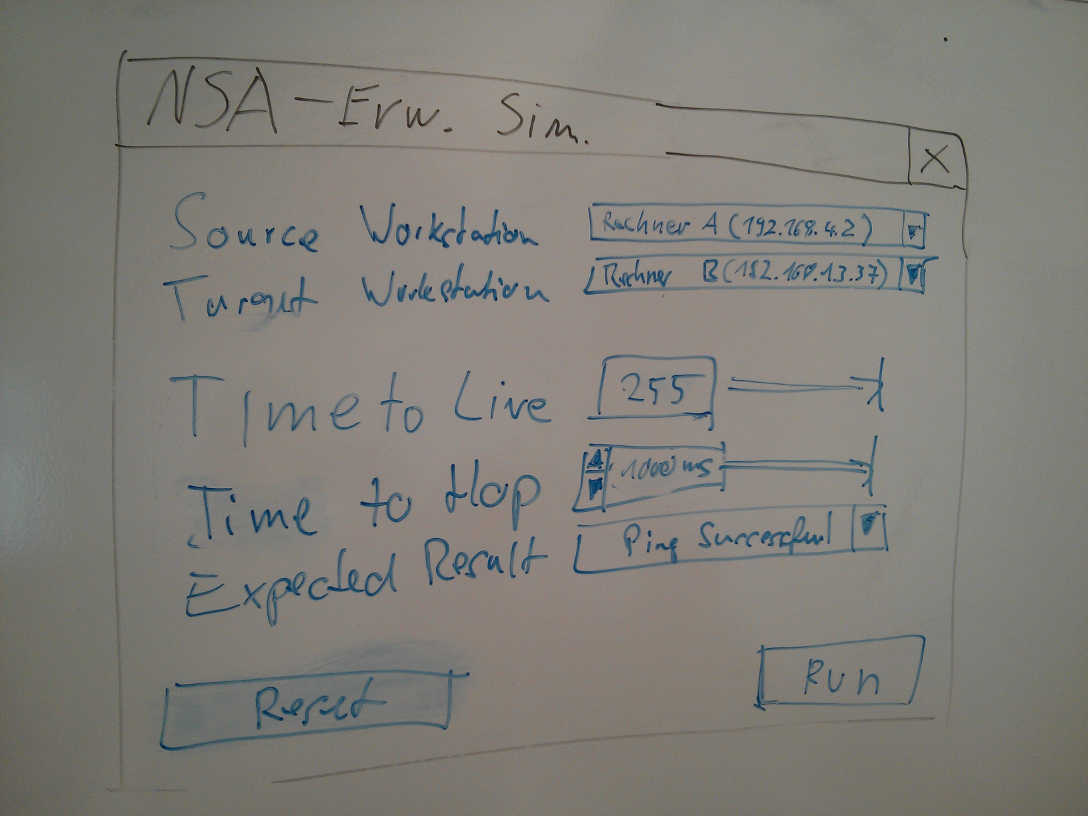 NSA-Erw. Sim. X
Source Workstation Rechner A (192.168.4.2)
Target Workstation Rechner B (192.168.13.37)
Time to Live 255
Time to Hop 1000 ms
Expected Result Ping Successful
Reset Run